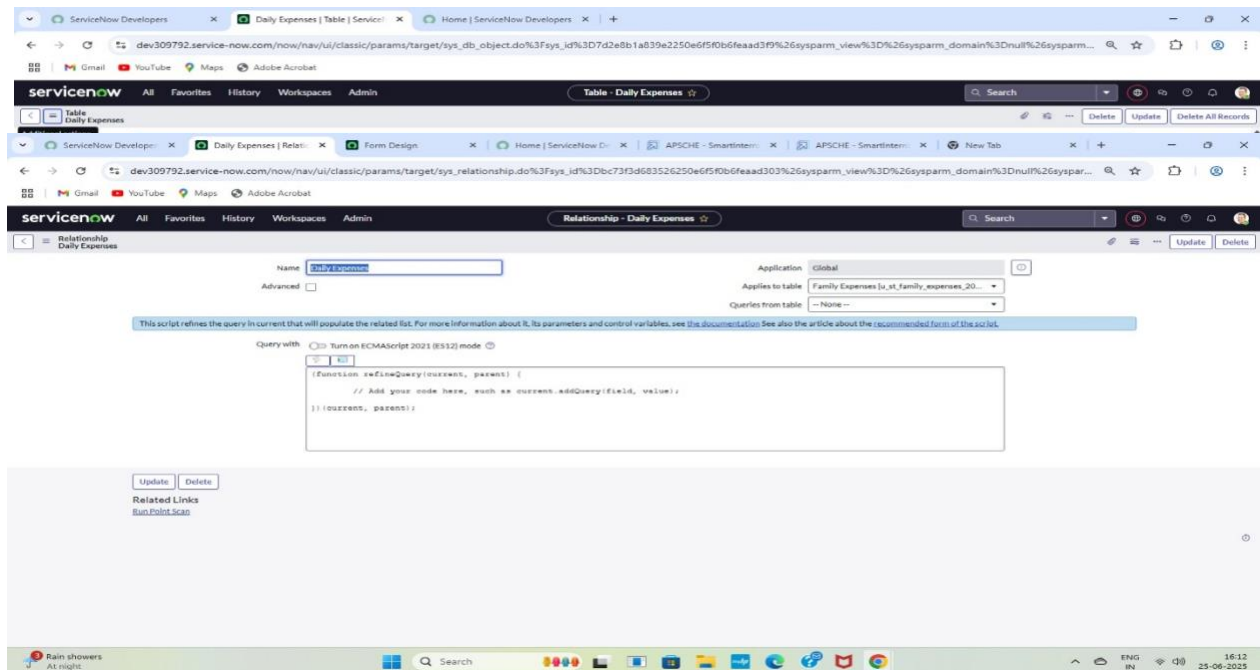 ServiceNow Developers Daily Expenses | Table | Service Home | ServiceNow Developers
dev309792.service-now.com/now/nav/ui/classic/params/target/sys_db_object.do%3Fsys_id%3D7d2e8b1a839e2250e6f5f0b6feaad3f9%26sysparm_view%3D%26sysparm_domain%3Dnull%26sysparm...
Gmail YouTube Maps Adobe Acrobat
servicenow All Favorites History Workspaces Admin Table - Daily Expenses Search
Table
Daily Expenses
Delete Update Delete All Records
ServiceNow Develope Daily Expenses | Relati Form Design Home | ServiceNow D APSCHE - SmartIntern APSCHE - SmartIntern New Tab
dev309792.service-now.com/now/nav/ui/classic/params/target/sys_relationship.do%3Fsys_id%3Dbc73f3d683526250e6f5f0b6feaad303%26sysparm_view%3D%26sysparm_domain%3Dnull%26syspar...
Gmail YouTube Maps Adobe Acrobat
servicenow All Favorites History Workspaces Admin Relationship - Daily Expenses Search
Relationship
Daily Expenses
Update Delete
Name Daily Expenses Application Global
Advanced Applies to table Family Expenses [u_st_family_expenses_20...
Queries from table -- None --
This script refines the query in current that will populate the related list. For more information about it, its parameters and control variables, see the documentation See also the article about the recommended form of the script.
Query with Turn on ECMAScript 2021 (ES12) mode
(function refineQuery(current, parent) {
// Add your code here, such as current.addQuery(field, value);
})(current, parent);
Update Delete
Related Links
Run Point Scan
3 Rain showers
At night
Search
ENG
IN
16:12
25-06-2025